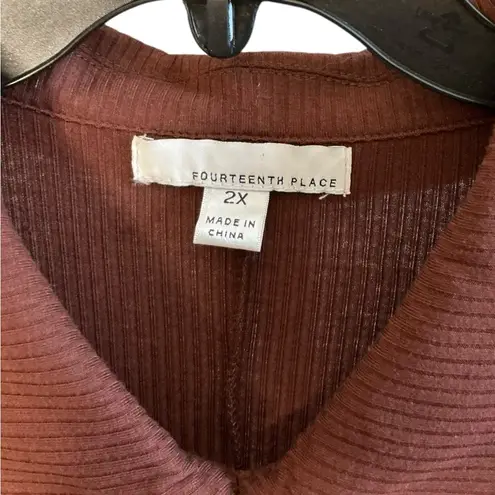 FOURTEENTH PLACE
2X
MADE IN
CHINA